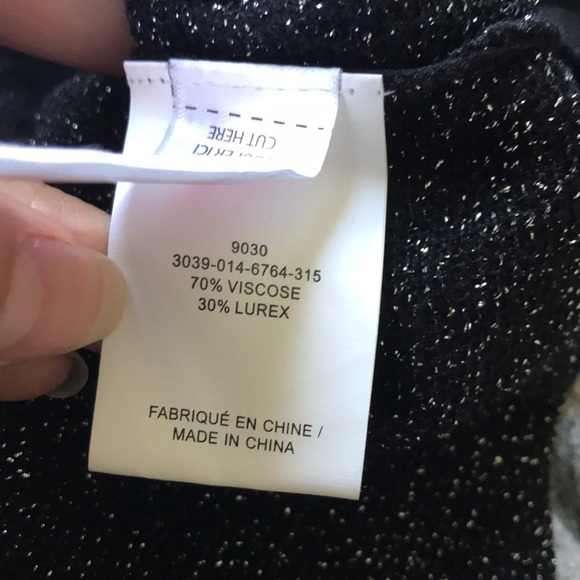 CUT HERE
9030
3039-014-6764-315
70% VISCOSE
30% LUREX
FABRIQUÉ EN CHINE /
MADE IN CHINA